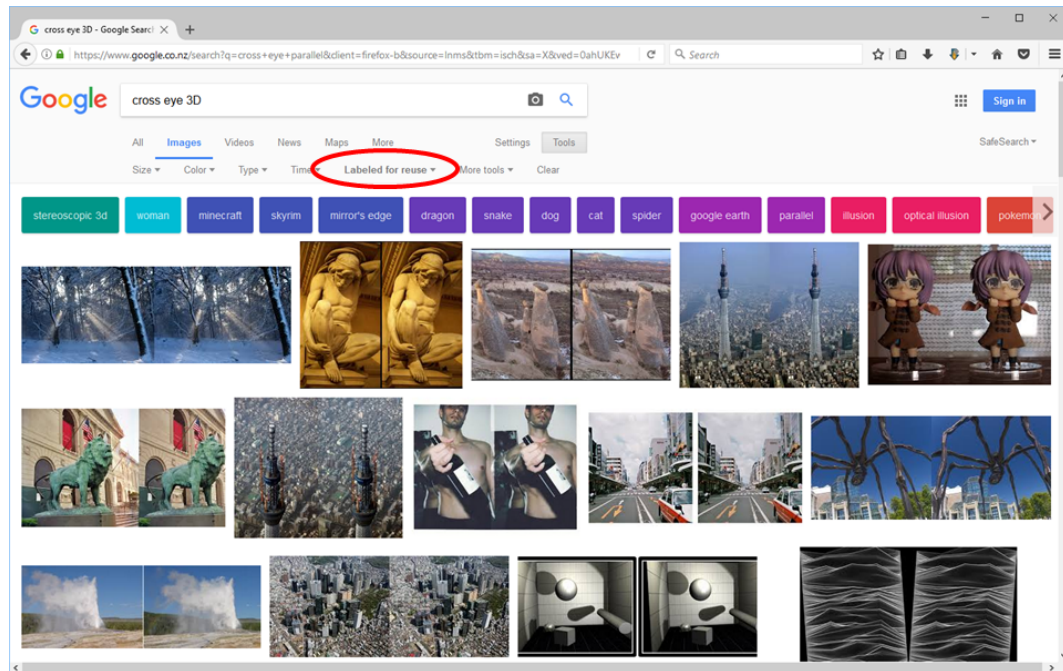 cross eye 3D - Google Search
https://www.google.co.nz/search?q=cross+eye+parallel&client=firefox-b&source=lnms&tbm=isch&sa=X&ved=0ahUKEv
Search
Google
cross eye 3D
Sign in
All Images Videos News Maps More Settings Tools
SafeSearch
Size Color Type Time Labeled for reuse More tools Clear
stereoscopic 3d woman minecraft skyrim mirror's edge dragon snake dog cat spider google earth parallel illusion optical illusion pokemon